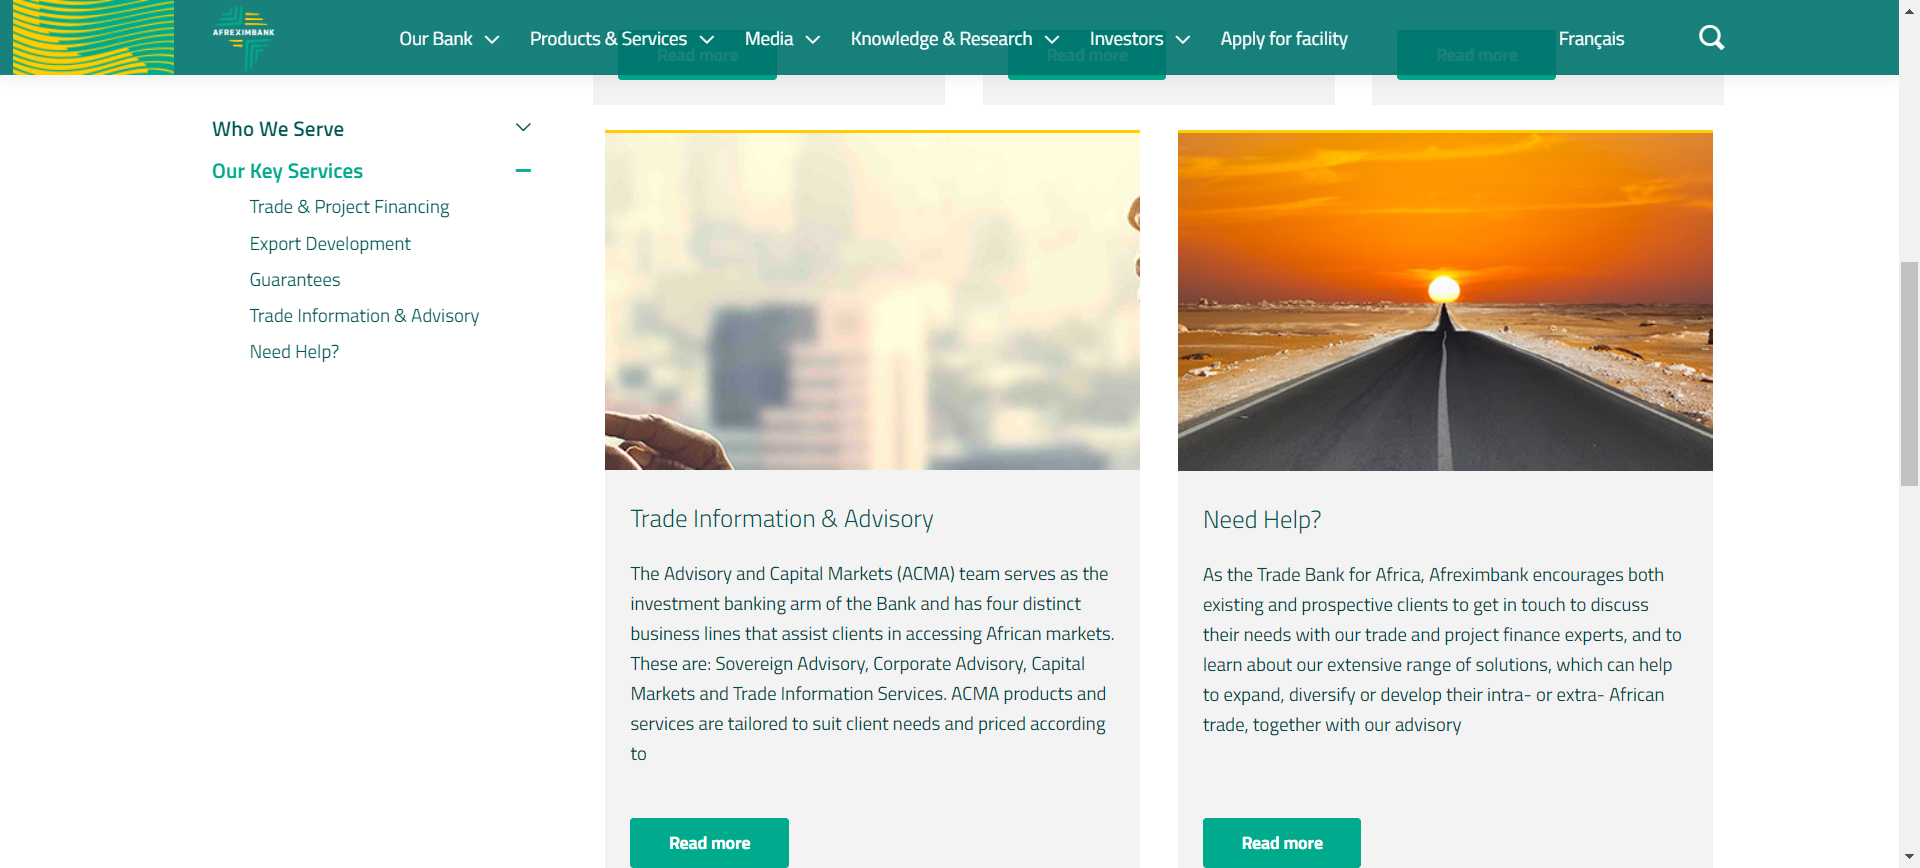 AFREXIMBANK
Our Bank
Products & Services
Media
Knowledge & Research
Investors
Apply for facility
Français
Read more
Read more
Read more
Who We Serve
Our Key Services
Trade & Project Financing
Export Development
Guarantees
Trade Information & Advisory
Need Help?
Trade Information & Advisory
The Advisory and Capital Markets (ACMA) team serves as the
investment banking arm of the Bank and has four distinct
business lines that assist clients in accessing African markets.
These are: Sovereign Advisory, Corporate Advisory, Capital
Markets and Trade Information Services. ACMA products and
services are tailored to suit client needs and priced according
to
Read more
Need Help?
As the Trade Bank for Africa, Afreximbank encourages both
existing and prospective clients to get in touch to discuss
their needs with our trade and project finance experts, and to
learn about our extensive range of solutions, which can help
to expand, diversify or develop their intra- or extra- African
trade, together with our advisory
Read more